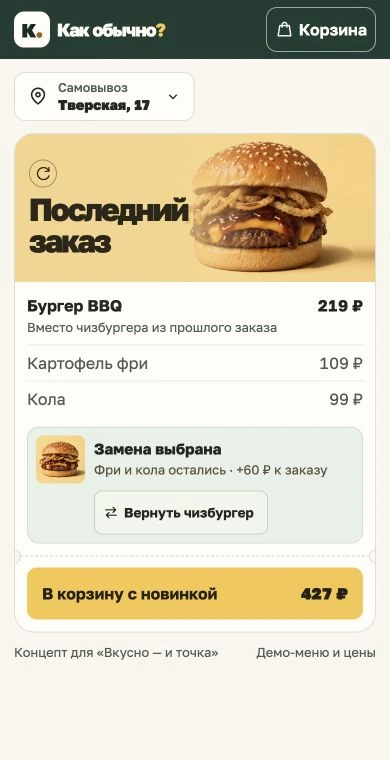 К. Как обычно?
Корзина
Самовывоз
Тверская, 17
Последний
заказ
Бургер BBQ 219 ₽
Вместо чизбургера из прошлого заказа
Картофель фри 109 ₽
Кола 99 ₽
Замена выбрана
Фри и кола остались · +60 ₽ к заказу
Вернуть чизбургер
В корзину с новинкой 427 ₽
Концепт для «Вкусно — и точка» Демо-меню и цены